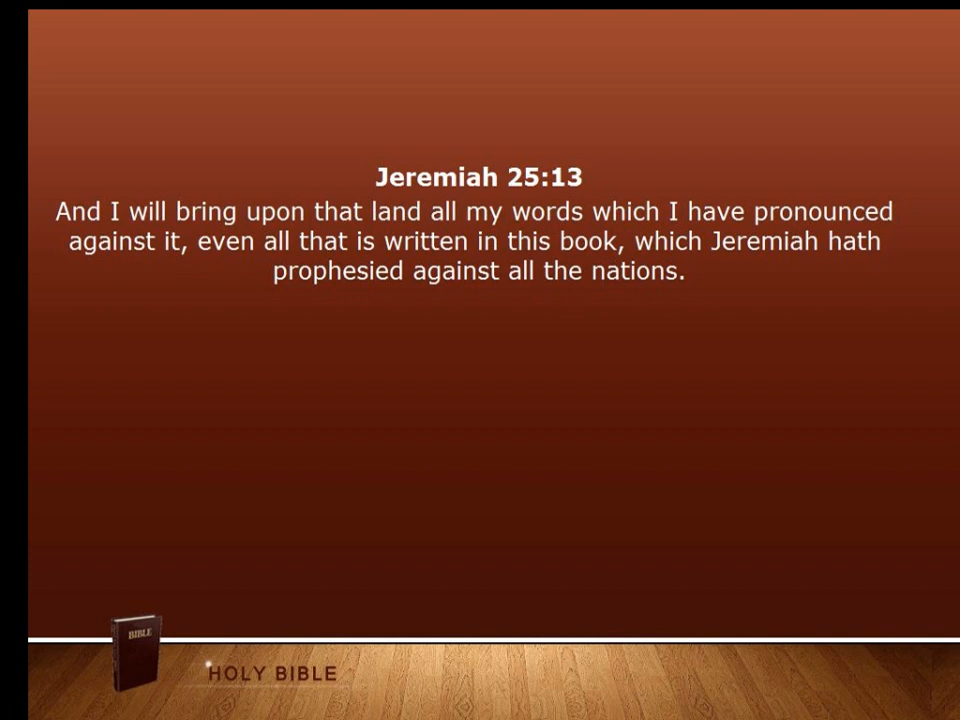 Jeremiah 25:13
And I will bring upon that land all my words which I have pronounced
against it, even all that is written in this book, which Jeremiah hath
prophesied against all the nations.
BIBLE
HOLY BIBLE